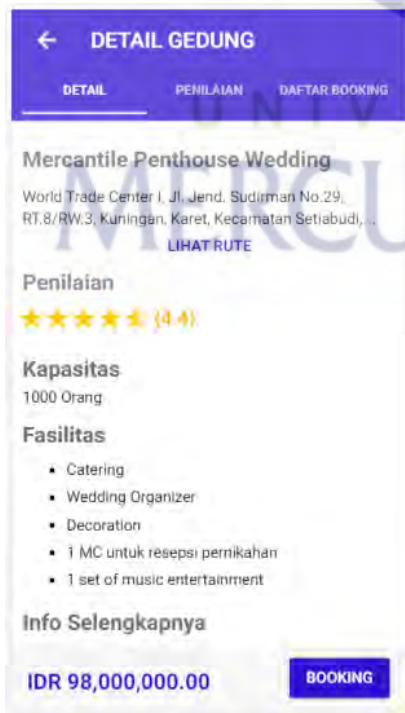 ← DETAIL GEDUNG
DETAIL PENILAIAN DAFTAR BOOKING
UNIV
MERCU
Mercantile Penthouse Wedding
World Trade Center I, Jl. Jend. Sudirman No.29,
RT.8/RW.3, Kuningan, Karet, Kecamatan Setiabudi,...
LIHAT RUTE
Penilaian
(4.4)
Kapasitas
1000 Orang
Fasilitas
• Catering
• Wedding Organizer
• Decoration
• 1 MC untuk resepsi pernikahan
• 1 set of music entertainment
Info Selengkapnya
IDR 98,000,000.00 BOOKING